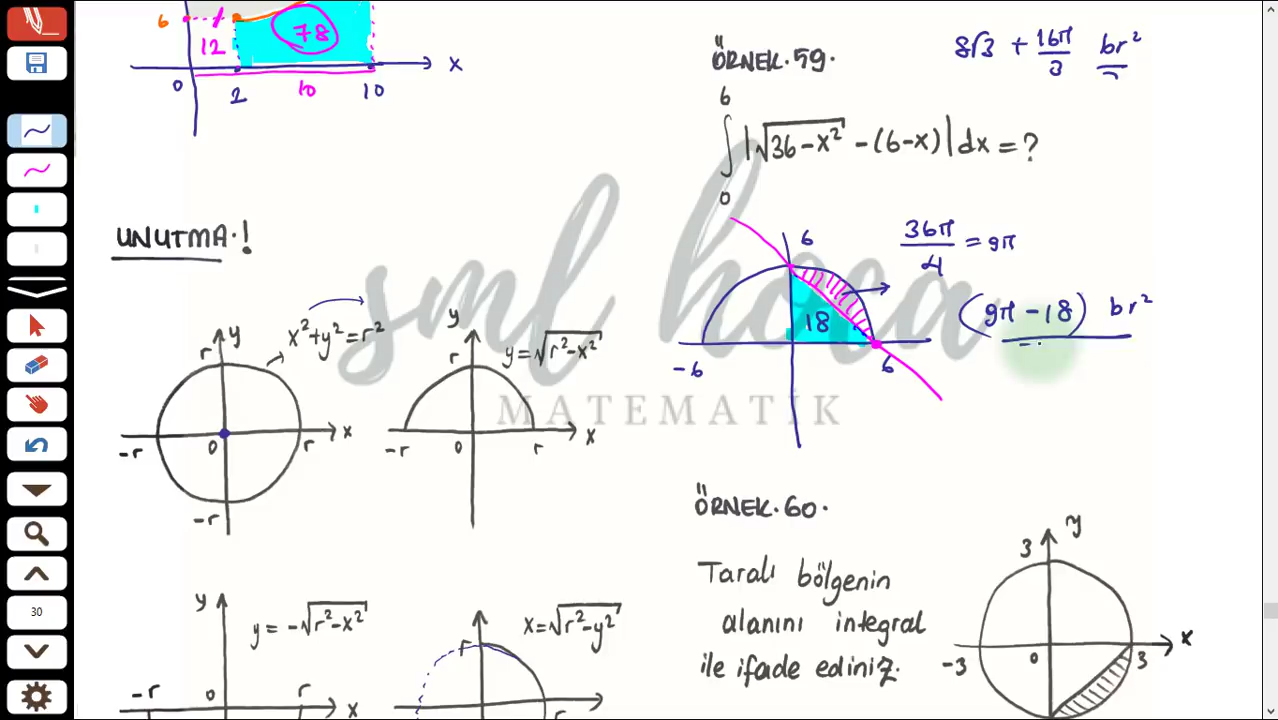 6
12
78
x
0
2
10
10
UNUTMA!
x²+y²=r²
y
r
x
-r
0
r
-r
y
y=√r²-x²
r
-r
0
r
x
y
y=-√r²-x²
-r
0
r
x
x=√r²-y²
r
r
ÖRNEK.59.
8√3 + 16π/3 br²
6
∫ |√36-x² -(6-x)|dx=?
0
6
36π/4 = 9π
18
(9π-18) br²
-6
6
sml hoca
MATEMATİK
ÖRNEK.60.
Taralı bölgenin
alanını integral
ile ifade ediniz.
y
3
x
-3
0
3
30